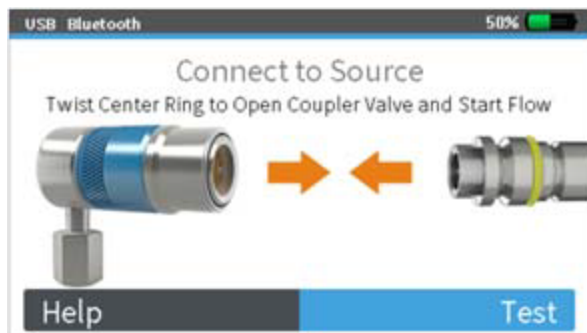 USB Bluetooth 50%
Connect to Source
Twist Center Ring to Open Coupler Valve and Start Flow
Help Test